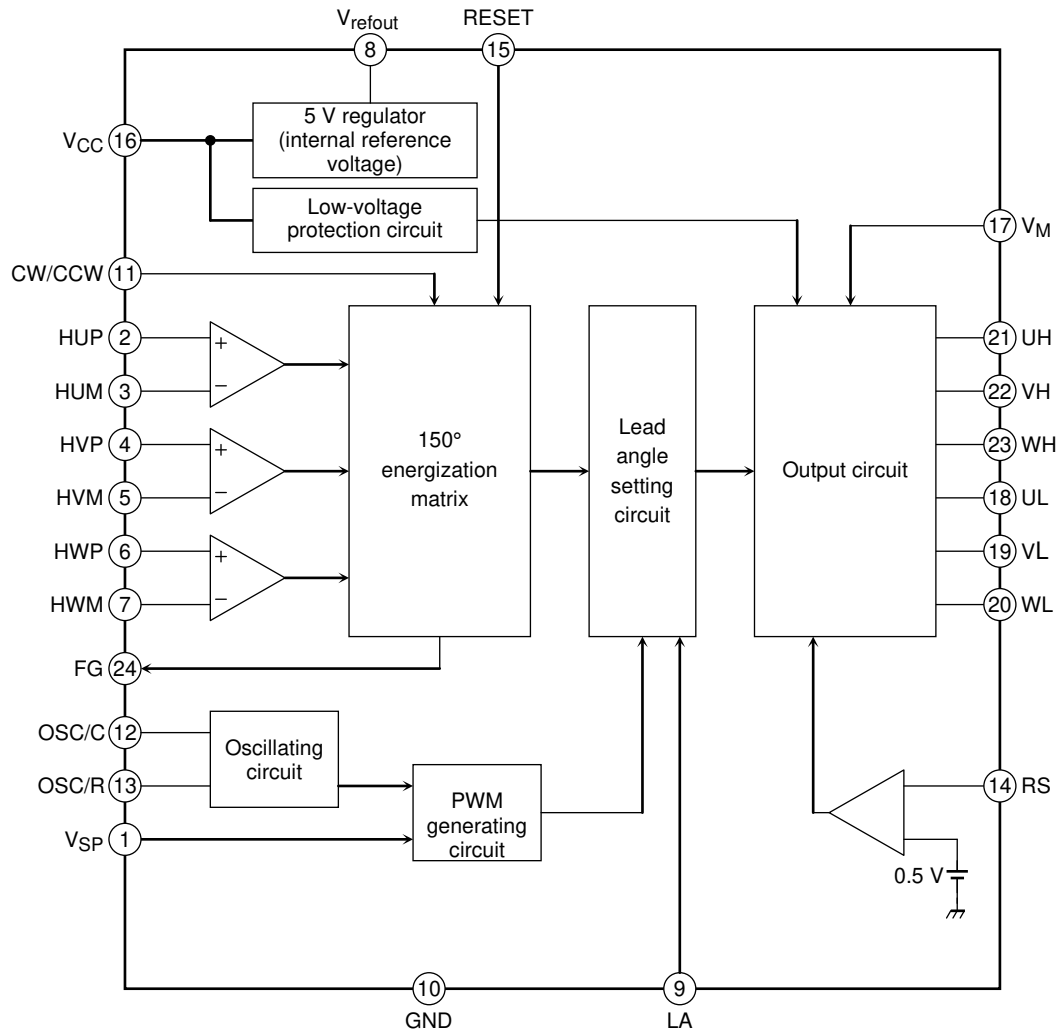 Vrefout RESET
8 15
5 V regulator
(internal reference
voltage)
VCC 16
Low-voltage
protection circuit
17 VM
CW/CCW 11
HUP 2
+
−
HUM 3
HVP 4
+
−
HVM 5
HWP 6
+
−
HWM 7
150°
energization
matrix
Lead
angle
setting
circuit
Output circuit
21 UH
22 VH
23 WH
18 UL
19 VL
20 WL
FG 24
OSC/C 12
OSC/R 13
Oscillating
circuit
VSP 1
PWM
generating
circuit
14 RS
0.5 V
10 9
GND LA